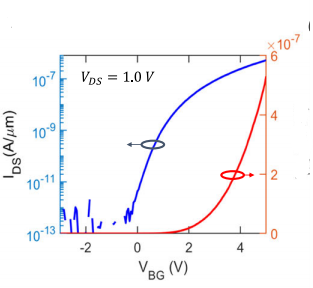 ×10⁻⁷
V_DS = 1.0 V
10⁻⁷
10⁻⁹
10⁻¹¹
10⁻¹³
I_DS(A/μm)
6
4
2
0
-2 0 2 4
V_BG (V)